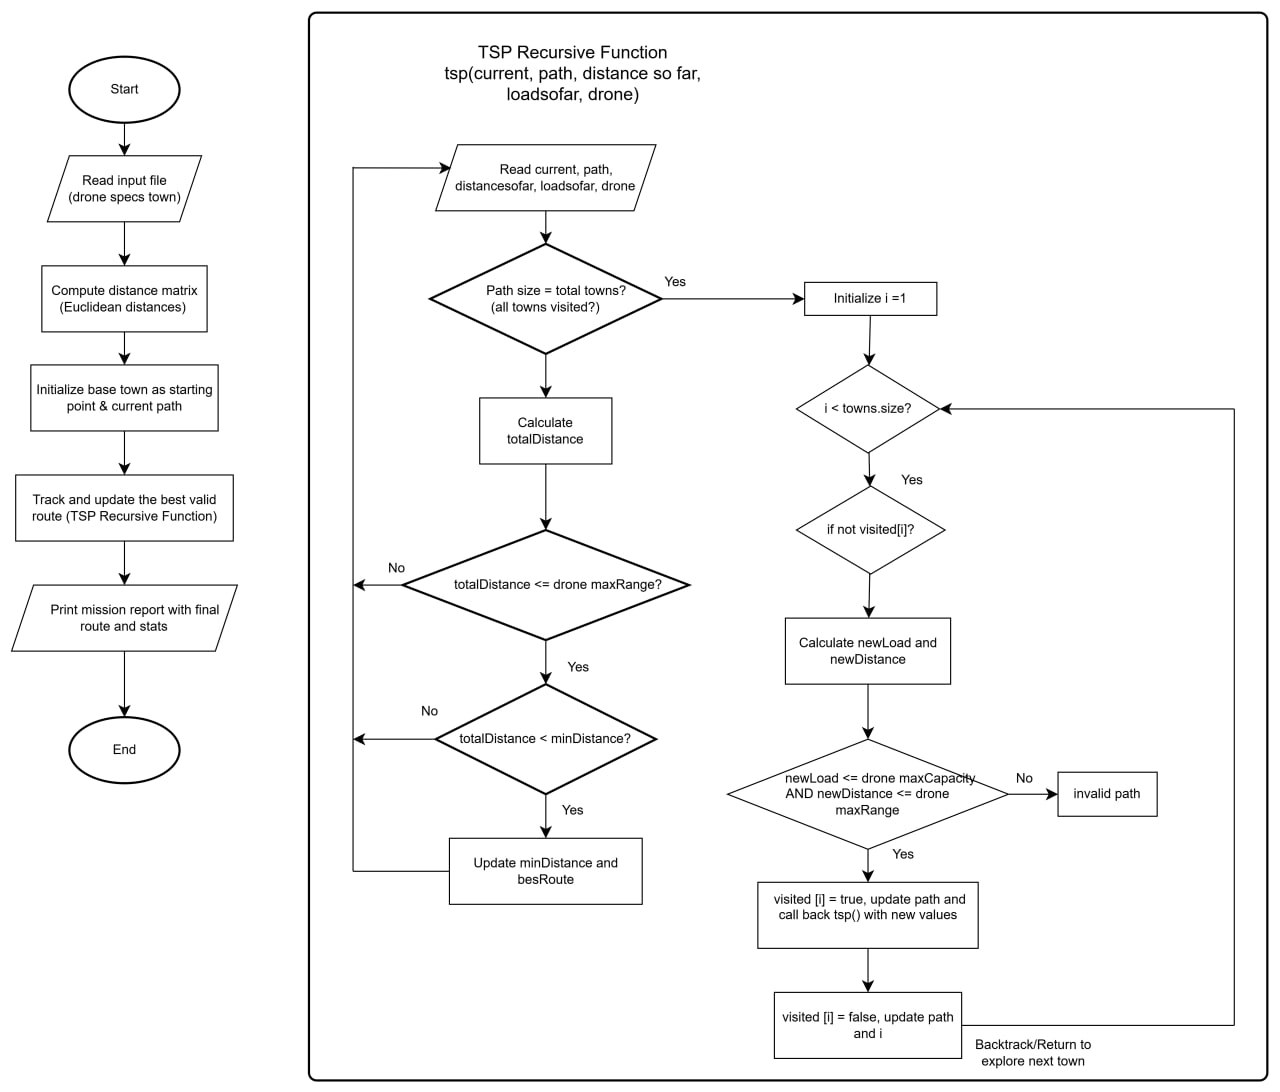 Start
Read input file
(drone specs town)
Compute distance matrix
(Euclidean distances)
Initialize base town as starting
point & current path
Track and update the best valid
route (TSP Recursive Function)
Print mission report with final
route and stats
End
TSP Recursive Function
tsp(current, path, distance so far,
loadsofar, drone)
Read current, path,
distancesofar, loadsofar, drone
Path size = total towns?
(all towns visited?)
Yes
Calculate
totalDistance
totalDistance <= drone maxRange?
No
Yes
totalDistance < minDistance?
No
Yes
Update minDistance and
besRoute
Initialize i =1
i < towns.size?
Yes
if not visited[i]?
Calculate newLoad and
newDistance
newLoad <= drone maxCapacity
AND newDistance <= drone
maxRange
No
invalid path
Yes
visited [i] = true, update path and
call back tsp() with new values
visited [i] = false, update path
and i
Backtrack/Return to
explore next town